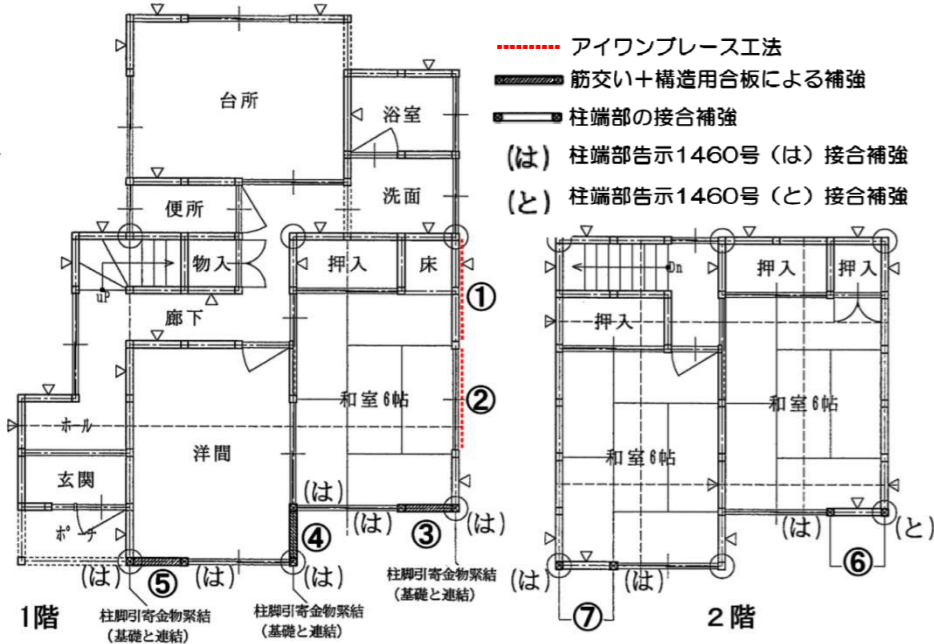 アイワンブレース工法
筋交い+構造用合板による補強
柱端部の接合補強
(は) 柱端部告示1460号(は)接合補強
(と) 柱端部告示1460号(と)接合補強
台所
浴室
洗面
便所
物入
押入
床
uP
①
廊下
②
和室6帖
ホール
洋間
玄関
(は)
ポーチ
④
(は)
③
(は)
(は)
⑤
(は)
(は)
1階
柱脚引寄金物緊結
(基礎と連結)
柱脚引寄金物緊結
(基礎と連結)
柱脚引寄金物緊結
(基礎と連結)
Dn
押入
押入
押入
和室6帖
和室6帖
(は)
(と)
⑥
(は)
(は)
⑦
2階